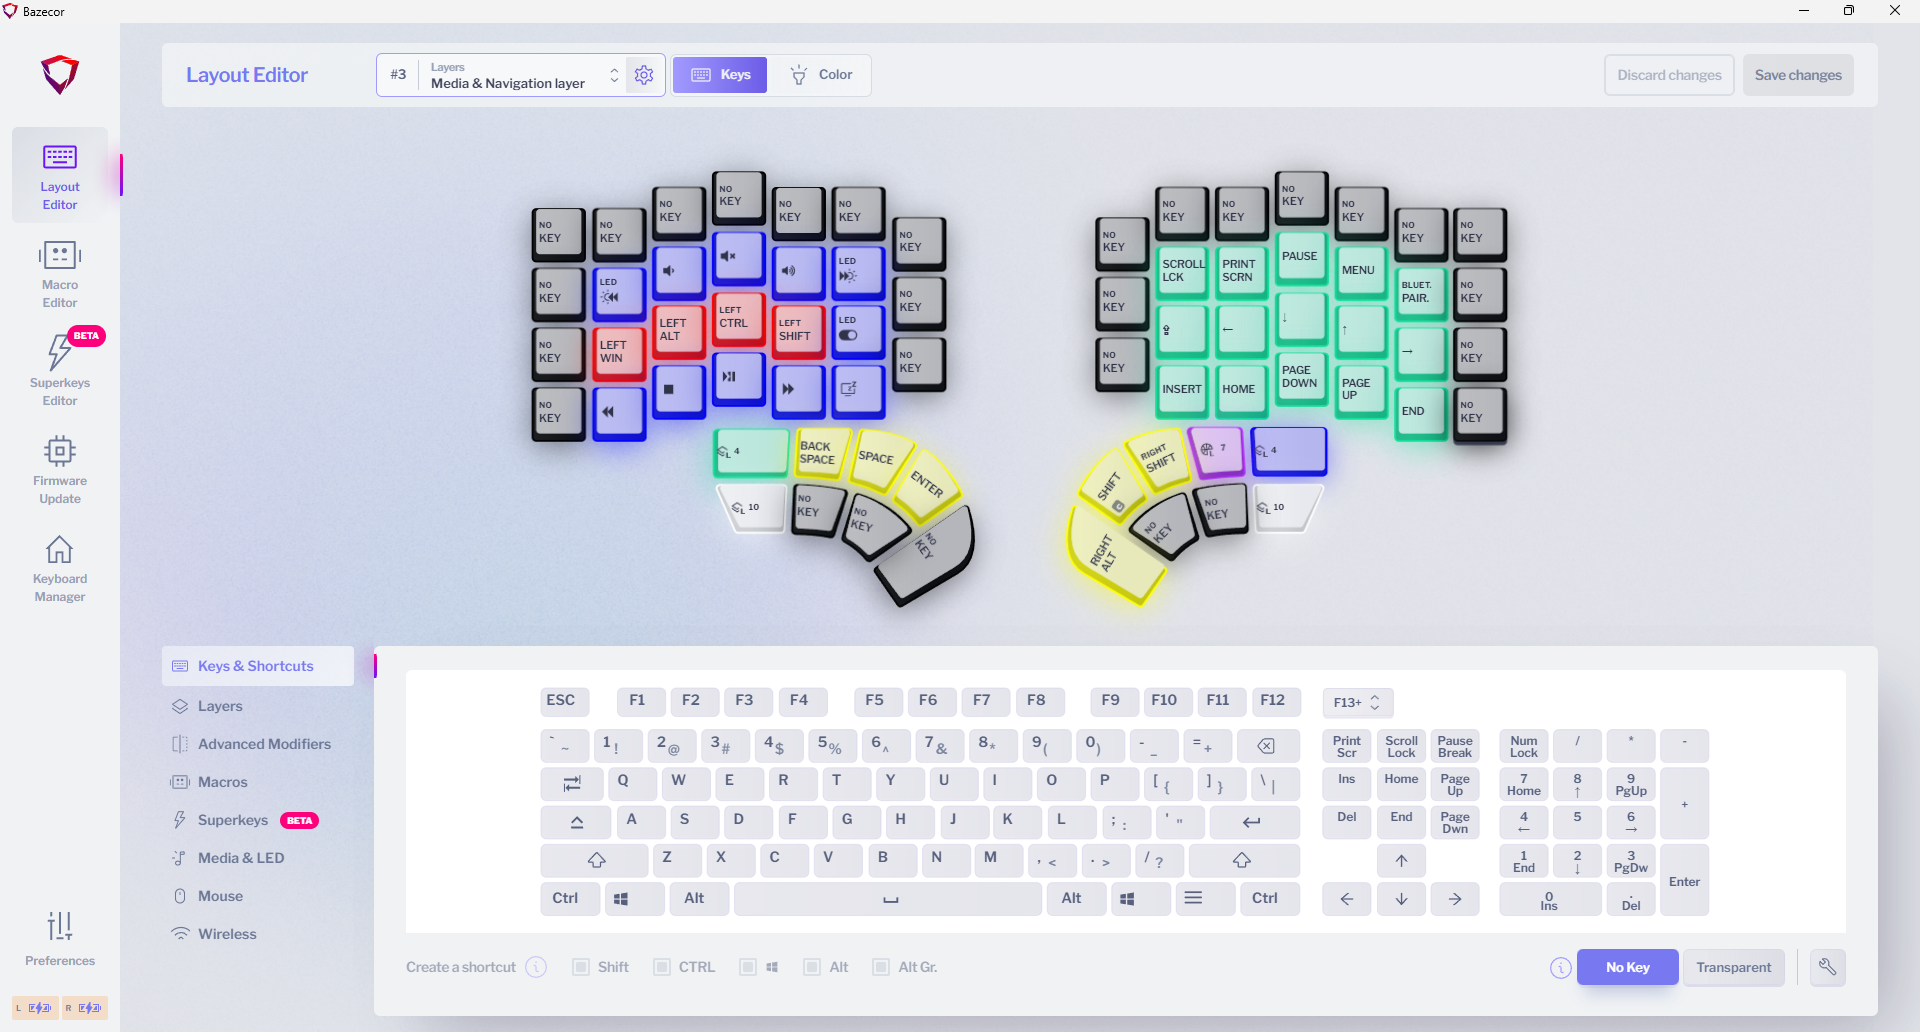 Bazecor
Layout Editor
#3
Layers
Media & Navigation layer
Keys
Color
Discard changes
Save changes
Layout
Editor
Macro
Editor
BETA
Superkeys
Editor
Firmware
Update
Keyboard
Manager
Preferences
L
R
NO KEY
NO KEY
NO KEY
NO KEY
NO KEY
NO KEY
NO KEY
NO KEY
LED
LED
NO KEY
NO KEY
LEFT WIN
LEFT ALT
LEFT CTRL
LEFT SHIFT
LED
NO KEY
NO KEY
L 4
BACK SPACE
SPACE
ENTER
L 10
NO KEY
NO KEY
NO KEY
NO KEY
NO KEY
NO KEY
NO KEY
NO KEY
NO KEY
NO KEY
SCROLL LCK
PRINT SCRN
PAUSE
MENU
BLUET. PAIR.
NO KEY
NO KEY
⇧
←
↓
↑
→
NO KEY
NO KEY
INSERT
HOME
PAGE DOWN
PAGE UP
END
NO KEY
SHIFT
RIGHT SHIFT
L 7
L 4
RIGHT ALT
NO KEY
NO KEY
L 10
Keys & Shortcuts
Layers
Advanced Modifiers
Macros
Superkeys BETA
Media & LED
Mouse
Wireless
ESC F1 F2 F3 F4 F5 F6 F7 F8 F9 F10 F11 F12 F13+
` ~ 1 ! 2 @ 3 # 4 $ 5 % 6 ^ 7 & 8 * 9 ( 0 ) - _ = + Print Scr Scroll Lock Pause Break Num Lock / * -
Q W E R T Y U I O P [ { ] } \ | Ins Home Page Up 7 Home 8 ↑ 9 PgUp +
A S D F G H J K L ; : ' " Del End Page Dwn 4 ← 5 6 →
Z X C V B N M , < . > / ? ↑ 1 End 2 ↓ 3 PgDw Enter
Ctrl Alt Alt Ctrl ← ↓ → 0 Ins . Del
Create a shortcut i Shift CTRL Alt Alt Gr.
i No Key Transparent